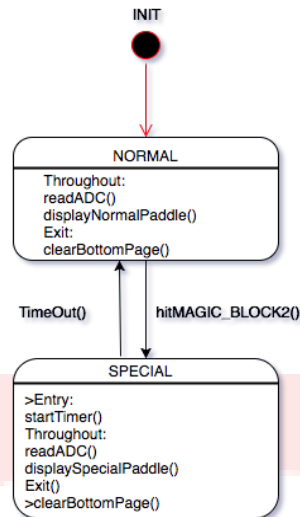 INIT
NORMAL
Throughout:
readADC()
displayNormalPaddle()
Exit:
clearBottomPage()
TimeOut()
hitMAGIC_BLOCK2()
SPECIAL
>Entry:
startTimer()
Throughout:
readADC()
displaySpecialPaddle()
Exit()
>clearBottomPage()